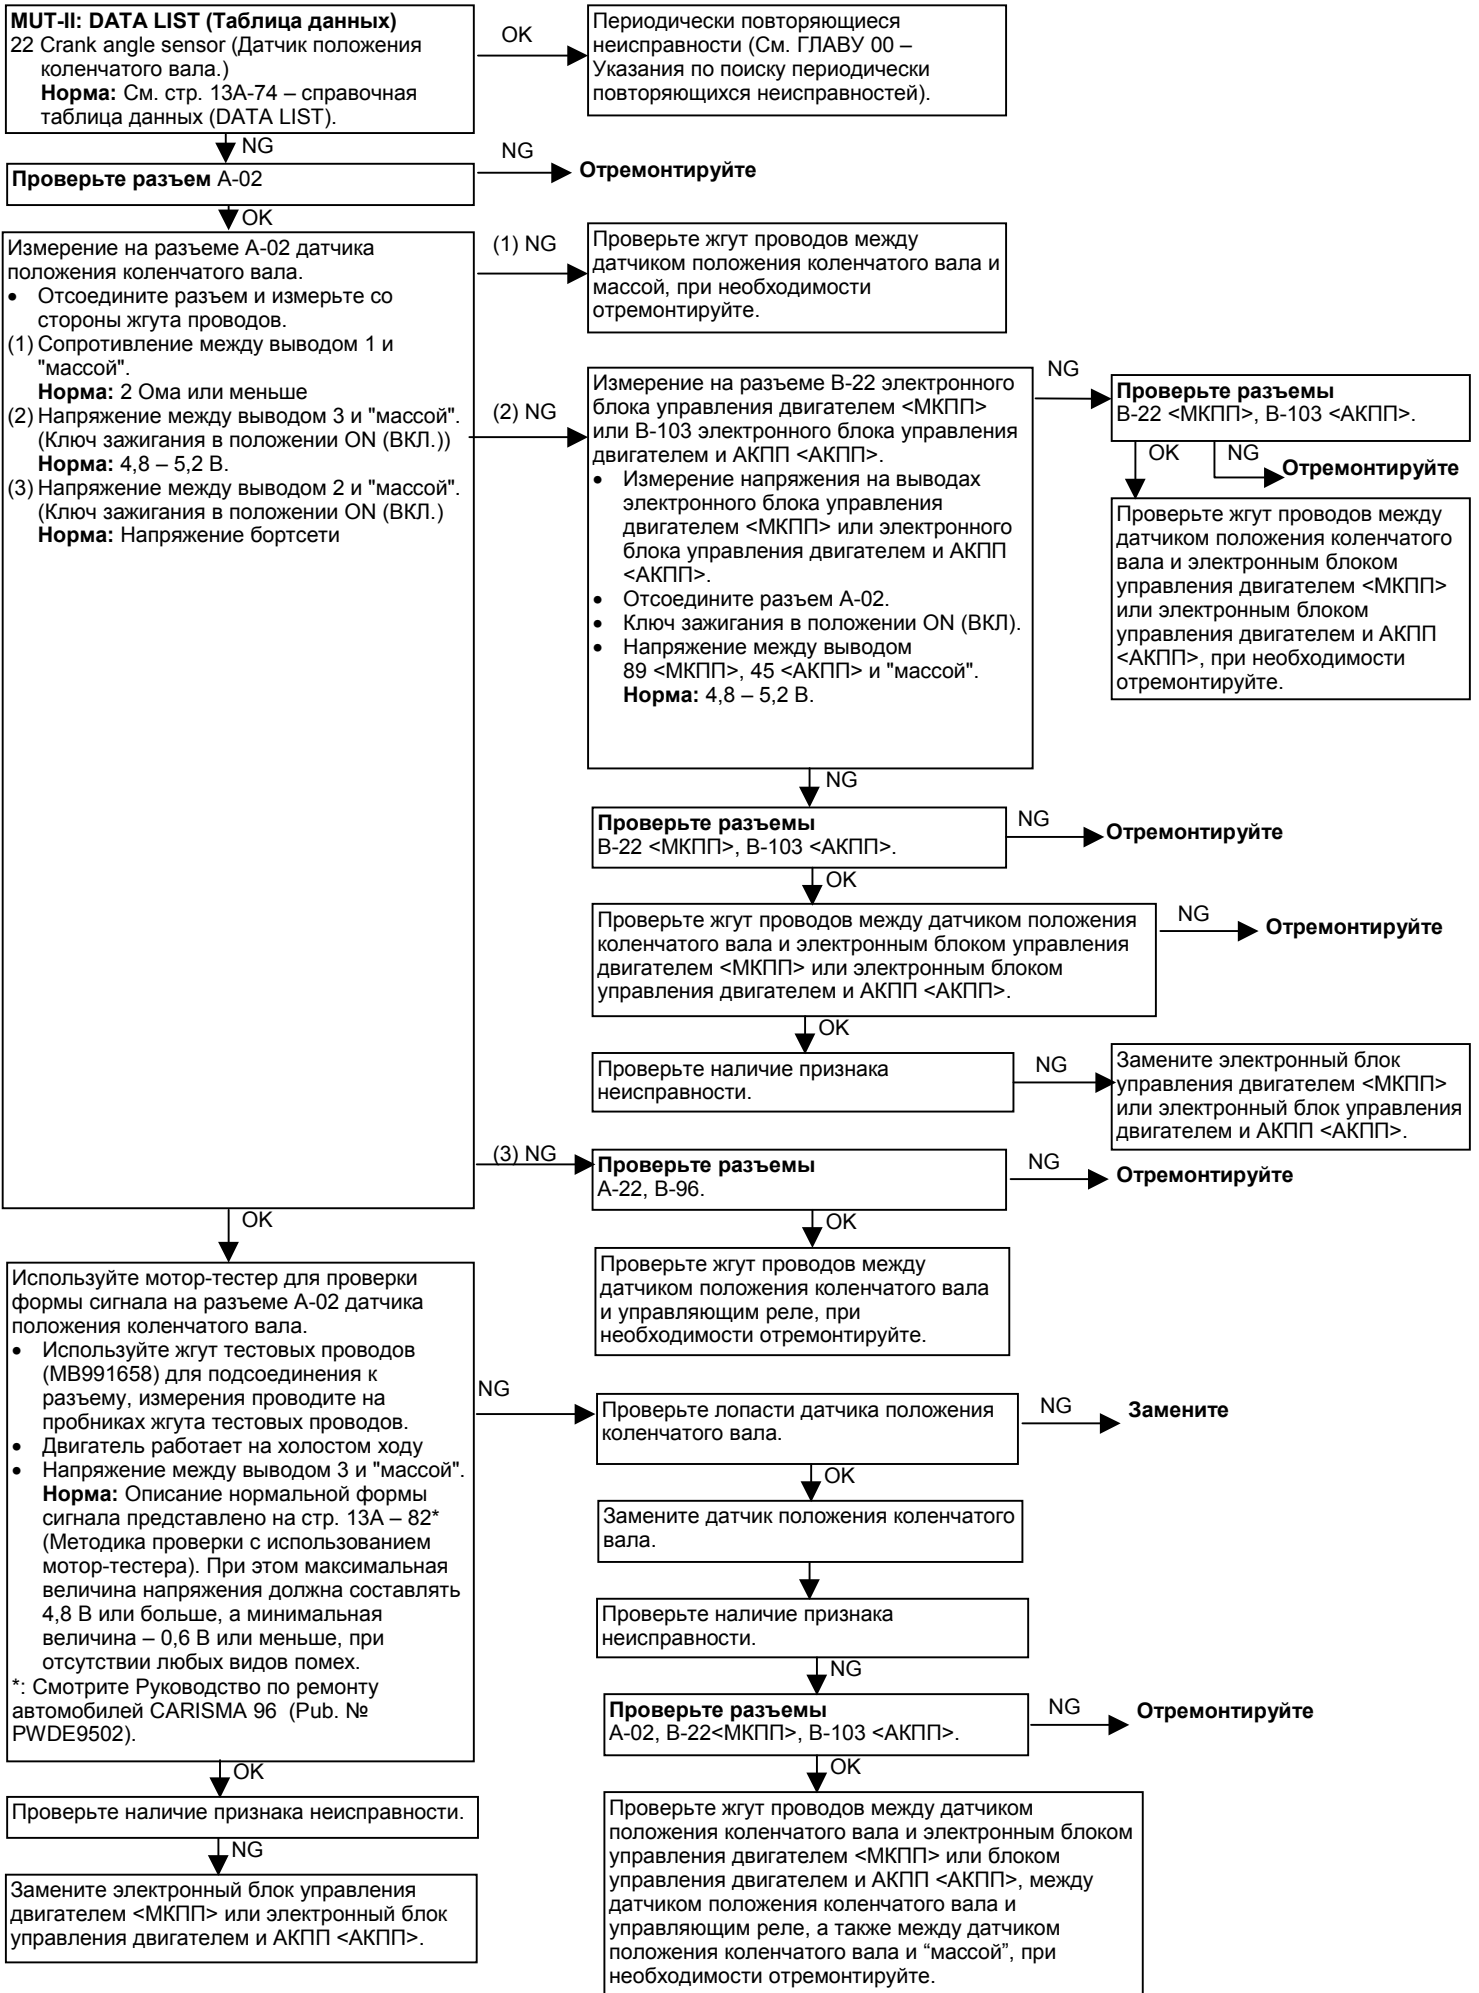 MUT-II: DATA LIST (Таблица данных)
22 Crank angle sensor (Датчик положения
коленчатого вала.)
Норма: См. стр. 13А-74 – справочная
таблица данных (DATA LIST).
OK
Периодически повторяющиеся
неисправности (См. ГЛАВУ 00 –
Указания по поиску периодически
повторяющихся неисправностей).
NG
Проверьте разъем А-02
NG
Отремонтируйте
OK
Измерение на разъеме А-02 датчика
положения коленчатого вала.
• Отсоедините разъем и измерьте со
стороны жгута проводов.
(1) Сопротивление между выводом 1 и
"массой".
Норма: 2 Ома или меньше
(2) Напряжение между выводом 3 и "массой".
(Ключ зажигания в положении ON (ВКЛ.))
Норма: 4,8 – 5,2 В.
(3) Напряжение между выводом 2 и "массой".
(Ключ зажигания в положении ON (ВКЛ.)
Норма: Напряжение бортсети
(1) NG
Проверьте жгут проводов между
датчиком положения коленчатого вала и
массой, при необходимости
отремонтируйте.
(2) NG
Измерение на разъеме В-22 электронного
блока управления двигателем <МКПП>
или В-103 электронного блока управления
двигателем и АКПП <АКПП>.
• Измерение напряжения на выводах
электронного блока управления
двигателем <МКПП> или электронного
блока управления двигателем и АКПП
<АКПП>.
• Отсоедините разъем А-02.
• Ключ зажигания в положении ON (ВКЛ).
• Напряжение между выводом
89 <МКПП>, 45 <АКПП> и "массой".
Норма: 4,8 – 5,2 В.
NG
Проверьте разъемы
В-22 <МКПП>, В-103 <АКПП>.
OK
NG
Отремонтируйте
Проверьте жгут проводов между
датчиком положения коленчатого
вала и электронным блоком
управления двигателем <МКПП>
или электронным блоком
управления двигателем и АКПП
<АКПП>, при необходимости
отремонтируйте.
NG
Проверьте разъемы
В-22 <МКПП>, В-103 <АКПП>.
NG
Отремонтируйте
OK
Проверьте жгут проводов между датчиком положения
коленчатого вала и электронным блоком управления
двигателем <МКПП> или электронным блоком
управления двигателем и АКПП <АКПП>.
NG
Отремонтируйте
OK
Проверьте наличие признака
неисправности.
NG
Замените электронный блок
управления двигателем <МКПП>
или электронный блок управления
двигателем и АКПП <АКПП>.
(3) NG
Проверьте разъемы
А-22, В-96.
NG
Отремонтируйте
OK
Проверьте жгут проводов между
датчиком положения коленчатого вала
и управляющим реле, при
необходимости отремонтируйте.
OK
Используйте мотор-тестер для проверки
формы сигнала на разъеме А-02 датчика
положения коленчатого вала.
• Используйте жгут тестовых проводов
(MB991658) для подсоединения к
разъему, измерения проводите на
пробниках жгута тестовых проводов.
• Двигатель работает на холостом ходу
• Напряжение между выводом 3 и "массой".
Норма: Описание нормальной формы
сигнала представлено на стр. 13А – 82*
(Методика проверки с использованием
мотор-тестера). При этом максимальная
величина напряжения должна составлять
4,8 В или больше, а минимальная
величина – 0,6 В или меньше, при
отсутствии любых видов помех.
*: Смотрите Руководство по ремонту
автомобилей CARISMA 96 (Pub. №
PWDE9502).
NG
Проверьте лопасти датчика положения
коленчатого вала.
NG
Замените
OK
Замените датчик положения коленчатого
вала.
Проверьте наличие признака
неисправности.
NG
Проверьте разъемы
А-02, В-22<МКПП>, В-103 <АКПП>.
NG
Отремонтируйте
OK
Проверьте жгут проводов между датчиком
положения коленчатого вала и электронным блоком
управления двигателем <МКПП> или блоком
управления двигателем и АКПП <АКПП>, между
датчиком положения коленчатого вала и
управляющим реле, а также между датчиком
положения коленчатого вала и “массой”, при
необходимости отремонтируйте.
OK
Проверьте наличие признака неисправности.
NG
Замените электронный блок управления
двигателем <МКПП> или электронный блок
управления двигателем и АКПП <АКПП>.